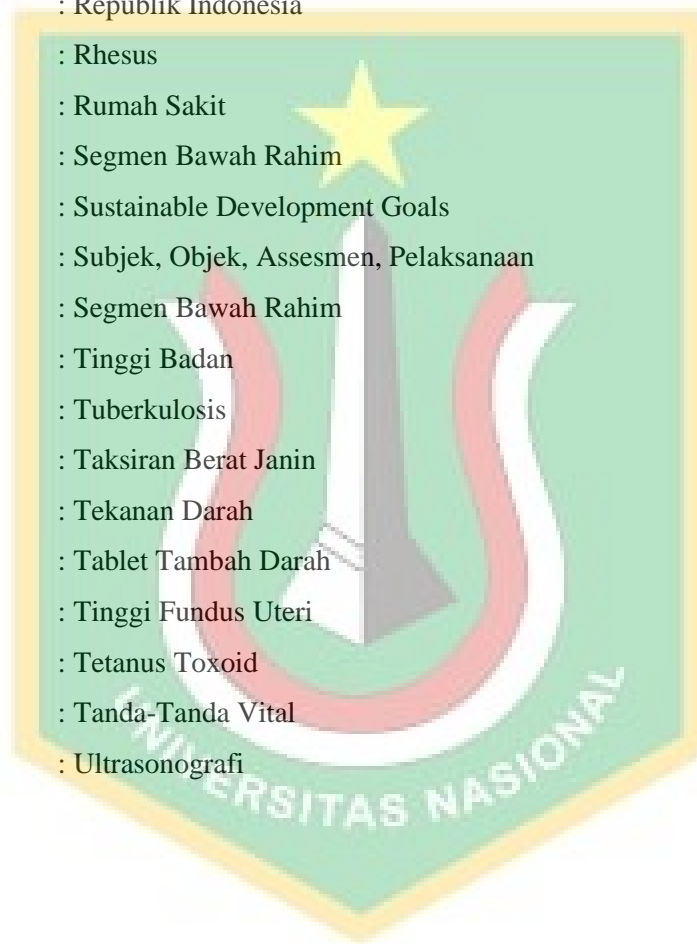 : Republik Indonesia
: Rhesus
: Rumah Sakit
: Segmen Bawah Rahim
: Sustainable Development Goals
: Subjek, Objek, Assesmen, Pelaksanaan
: Segmen Bawah Rahim
: Tinggi Badan
: Tuberkulosis
: Taksiran Berat Janin
: Tekanan Darah
: Tablet Tambah Darah
: Tinggi Fundus Uteri
: Tetanus Toxoid
: Tanda-Tanda Vital
: Ultrasonografi
UNIVERSITAS NASIONAL